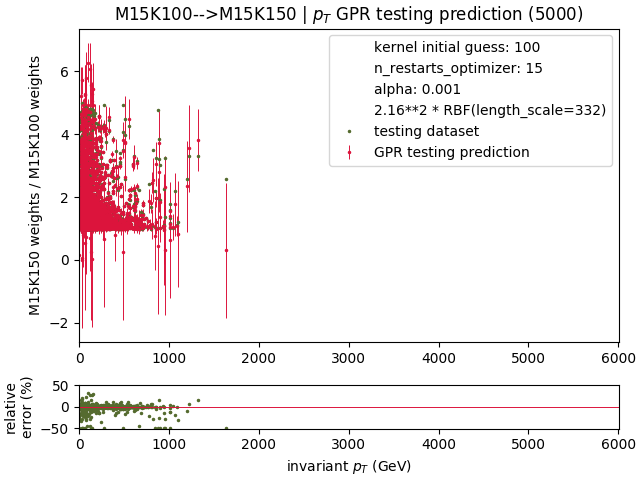 M15K100-->M15K150 | p_T GPR testing prediction (5000)
M15K150 weights / M15K100 weights
6
4
2
0
−2
kernel initial guess: 100
n_restarts_optimizer: 15
alpha: 0.001
2.16**2 * RBF(length_scale=332)
testing dataset
GPR testing prediction
0 1000 2000 3000 4000 5000 6000
relative
error (%)
50
0
−50
0 1000 2000 3000 4000 5000 6000
invariant p_T (GeV)